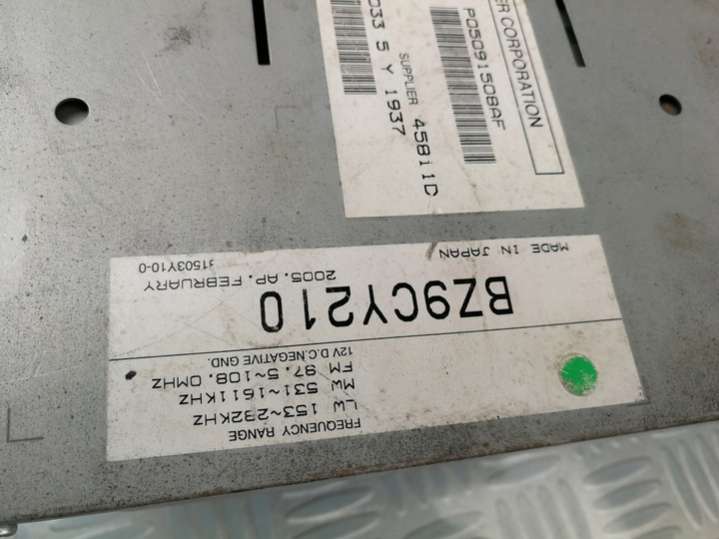 FREQUENCY RANGE
LW 153~232KHZ
MW 531~1611KHZ
FM 87.5~108.0MHZ
12V D.C.NEGATIVE GND.
BZ9CY210
MADE IN JAPAN 2005. AP. FEBRUARY
1503Y10-0
ER CORPORATION
P05091508AF
SUPPLIER 45811D
033 5 Y 1937